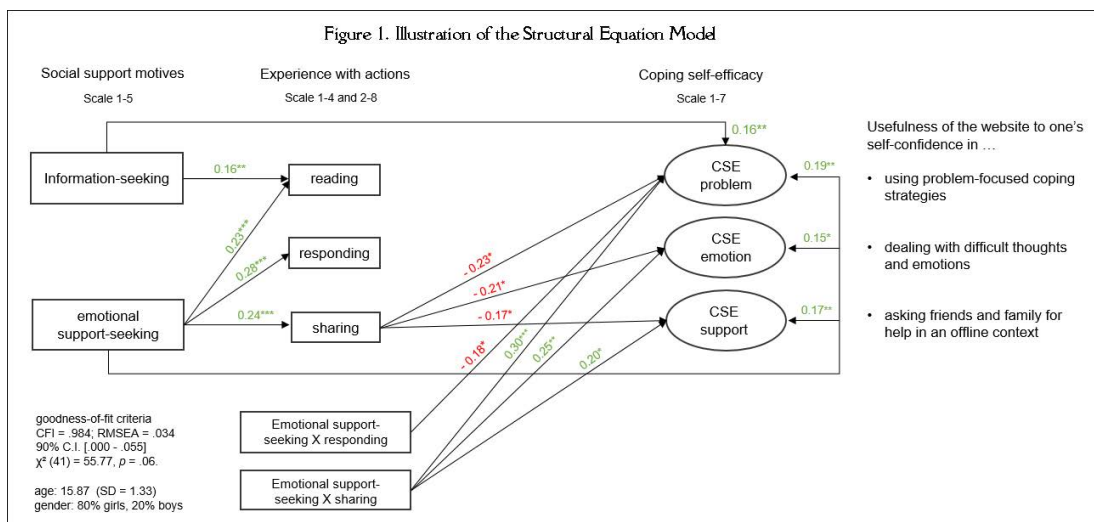 Figure 1. Illustration of the Structural Equation Model
Social support motives
Scale 1-5
Experience with actions
Scale 1-4 and 2-8
Coping self-efficacy
Scale 1-7
Information-seeking
emotional
support-seeking
reading
responding
sharing
Emotional support-
seeking X responding
Emotional support-
seeking X sharing
0.16**
0.23***
0.28***
0.24***
- 0.23*
- 0.21*
- 0.17*
- 0.18*
0.30***
0.25**
0.20*
0.16**
CSE
problem
CSE
emotion
CSE
support
0.19**
0.15*
0.17**
Usefulness of the website to one's
self-confidence in …
• using problem-focused coping
strategies
• dealing with difficult thoughts
and emotions
• asking friends and family for
help in an offline context
goodness-of-fit criteria
CFI = .984; RMSEA = .034
90% C.I. [.000 - .055]
χ² (41) = 55.77, p = .06.
age: 15.87 (SD = 1.33)
gender: 80% girls, 20% boys